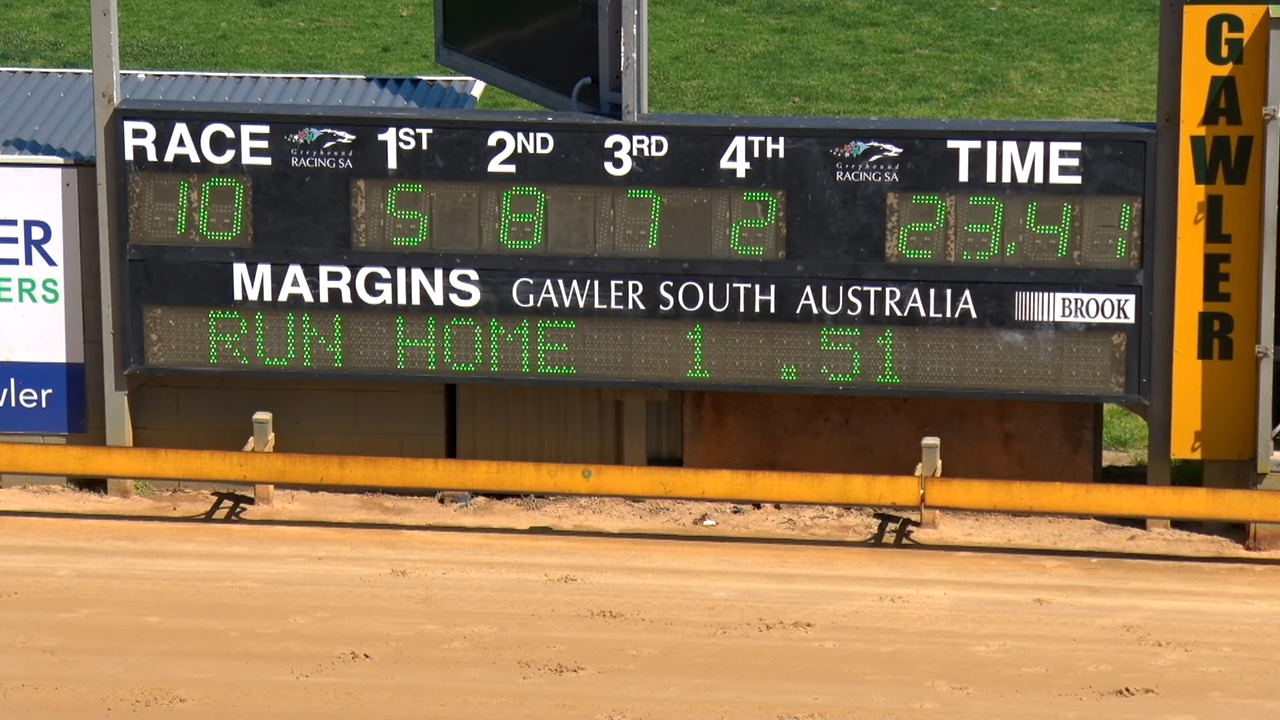 RACE Greyhound RACING SA 1ST 2ND 3RD 4TH Greyhound RACING SA TIME
10 5 8 7 2 23.41
MARGINS GAWLER SOUTH AUSTRALIA BROOK
RUN HOME 1 .51
ER
ERS
wler
GAWLER